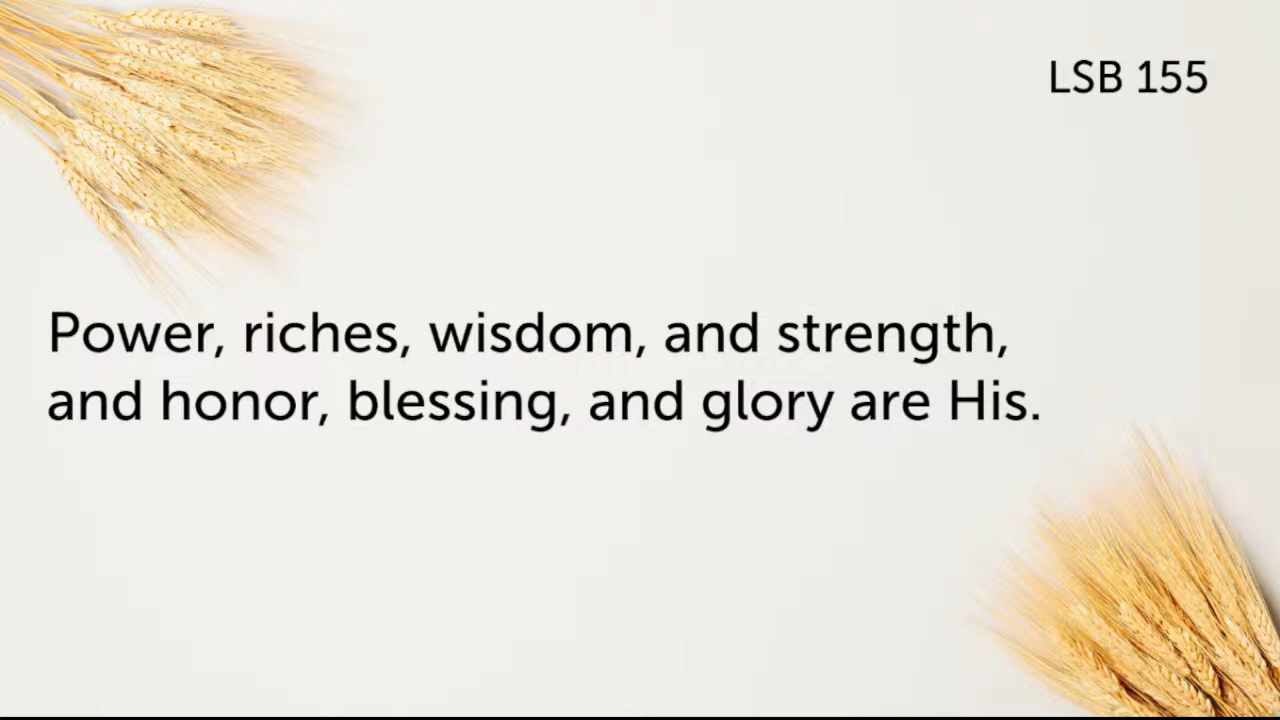 LSB 155
Power, riches, wisdom, and strength,
and honor, blessing, and glory are His.